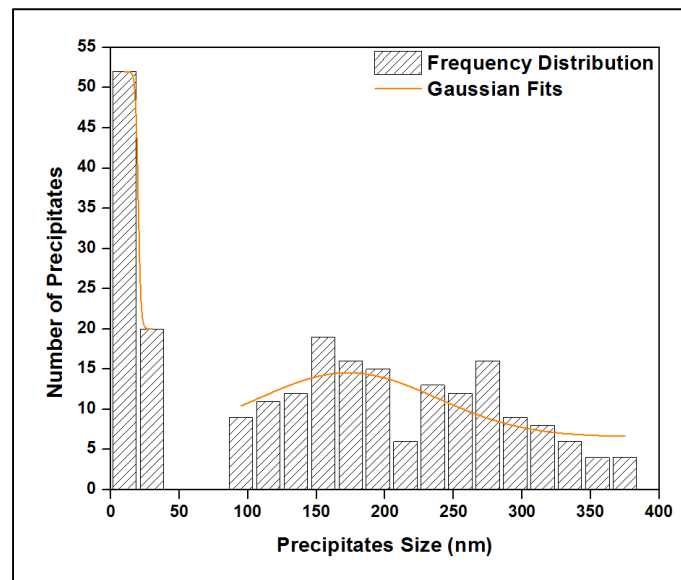 55
50
45
40
35
30
25
20
15
10
5
0
0 50 100 150 200 250 300 350 400
Number of Precipitates
Precipitates Size (nm)
Frequency Distribution
Gaussian Fits